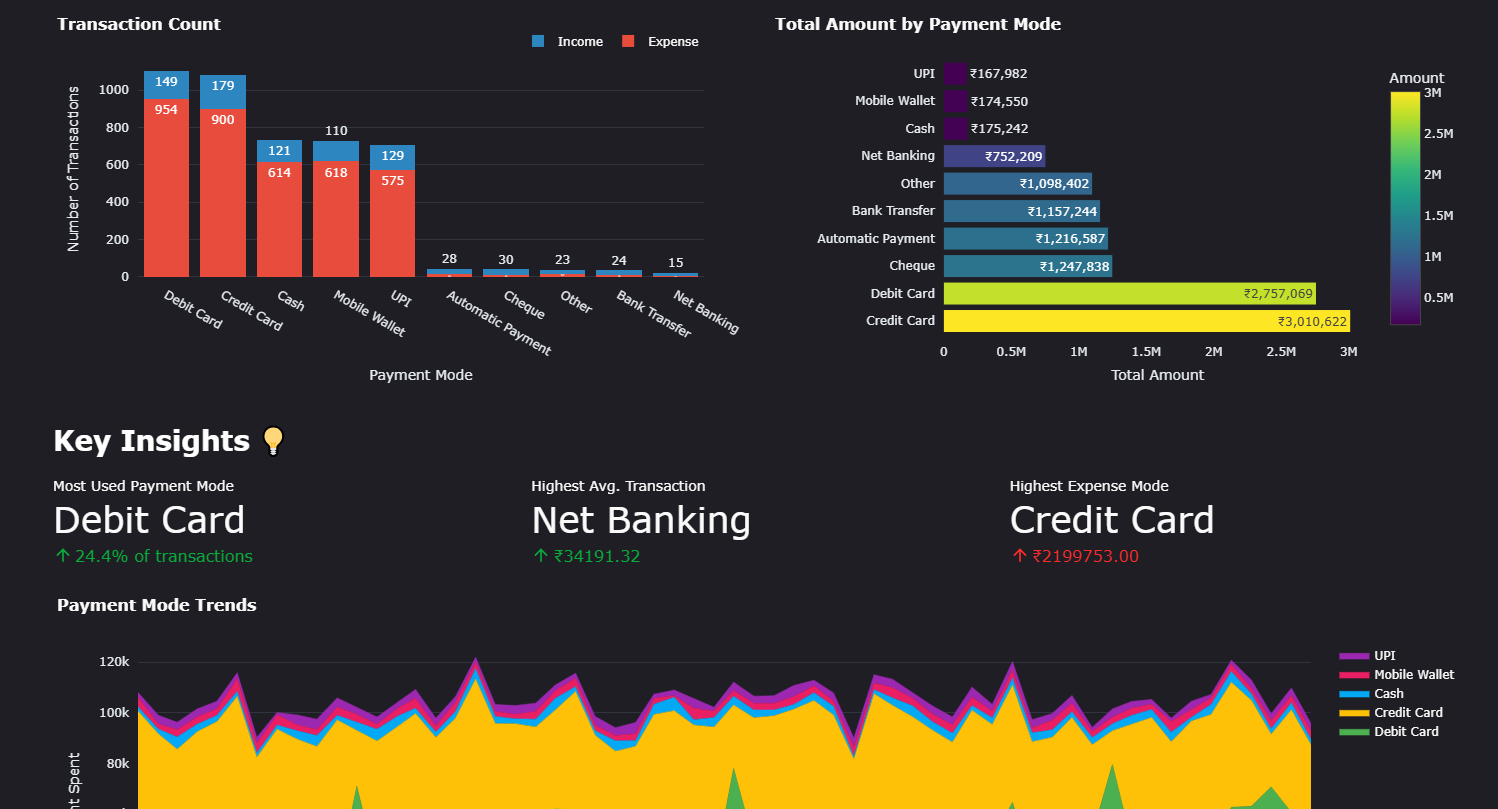 Transaction Count
Income
Expense
Number of Transactions
1000
800
600
400
200
0
149
954
179
900
121
614
110
618
129
575
28
30
23
24
15
Debit Card
Credit Card
Cash
Mobile Wallet
UPI
Automatic Payment
Cheque
Other
Bank Transfer
Net Banking
Payment Mode
Total Amount by Payment Mode
UPI ₹167,982
Mobile Wallet ₹174,550
Cash ₹175,242
Net Banking ₹752,209
Other ₹1,098,402
Bank Transfer ₹1,157,244
Automatic Payment ₹1,216,587
Cheque ₹1,247,838
Debit Card ₹2,757,069
Credit Card ₹3,010,622
0 0.5M 1M 1.5M 2M 2.5M 3M
Total Amount
Amount
3M
2.5M
2M
1.5M
1M
0.5M
Key Insights
Most Used Payment Mode
Debit Card
↑ 24.4% of transactions
Highest Avg. Transaction
Net Banking
↑ ₹34191.32
Highest Expense Mode
Credit Card
↑ ₹2199753.00
Payment Mode Trends
120k
100k
80k
Spent
UPI
Mobile Wallet
Cash
Credit Card
Debit Card